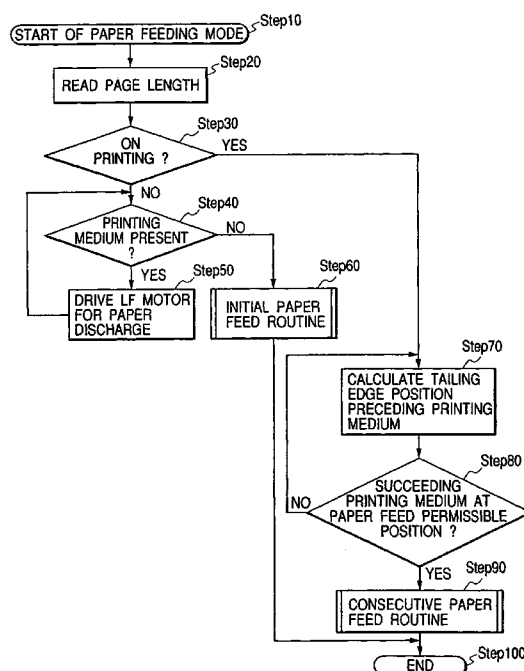 START OF PAPER FEEDING MODE
Step10
Step20
READ PAGE LENGTH
Step30
ON
PRINTING ?
YES
NO
Step40
PRINTING
MEDIUM PRESENT
?
NO
YES
Step50
DRIVE LF MOTOR
FOR PAPER
DISCHARGE
Step60
INITIAL PAPER
FEED ROUTINE
Step70
CALCULATE TAILING
EDGE POSITION
PRECEDING PRINTING
MEDIUM
Step80
SUCCEEDING
PRINTING MEDIUM AT
PAPER FEED PERMISSIBLE
POSITION ?
NO
YES
Step90
CONSECUTIVE PAPER
FEED ROUTINE
Step100
END